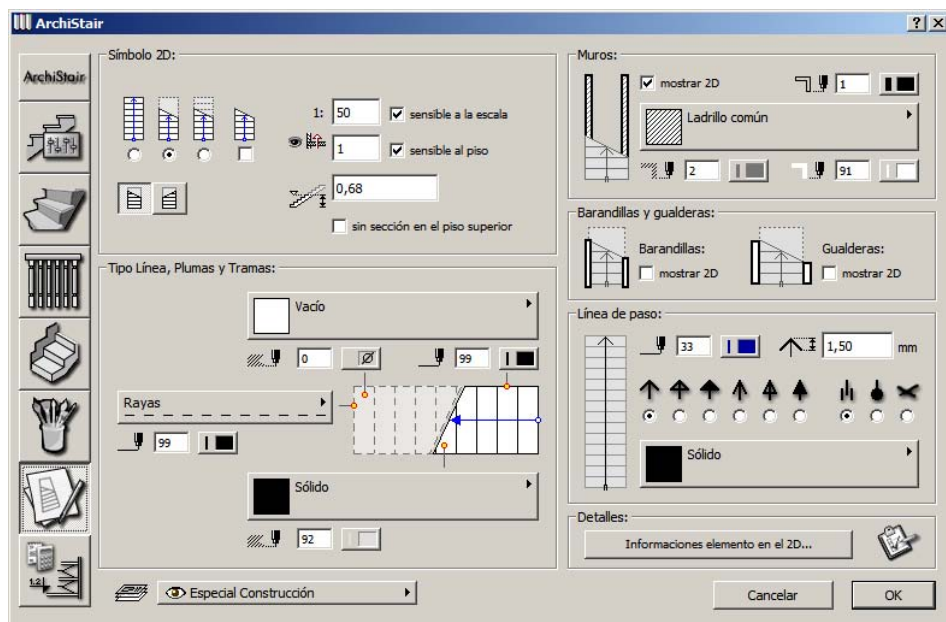 ArchiStair
ArchiStair
Símbolo 2D:
1: 50
sensible a la escala
1
sensible al piso
0,68
sin sección en el piso superior
Tipo Línea, Plumas y Tramas:
Vacío
0
99
Rayas
99
Sólido
92
Muros:
mostrar 2D
1
Ladrillo común
2
91
Barandillas y gualderas:
Barandillas:
mostrar 2D
Gualderas:
mostrar 2D
Línea de paso:
33
1,50 mm
Sólido
Detalles:
Informaciones elemento en el 2D...
1.2
Especial Construcción
Cancelar
OK